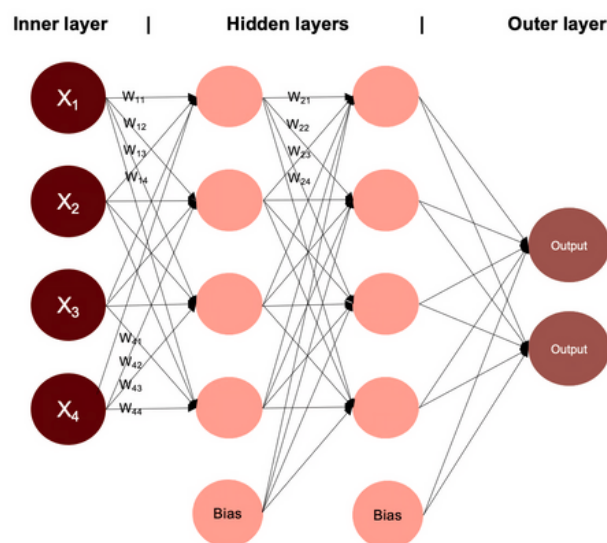 Inner layer | Hidden layers | Outer layer
X₁
W₁₁
W₂₁
W₁₂
W₂₂
W₁₃
W₂₃
W₁₄
W₂₄
X₂
Output
X₃
W₄₁
Output
W₄₂
W₄₃
X₄
W₄₄
Bias
Bias